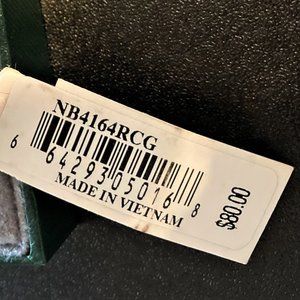 NB4164RCG
6 64293 05016 8
MADE IN VIETNAM
$80.00